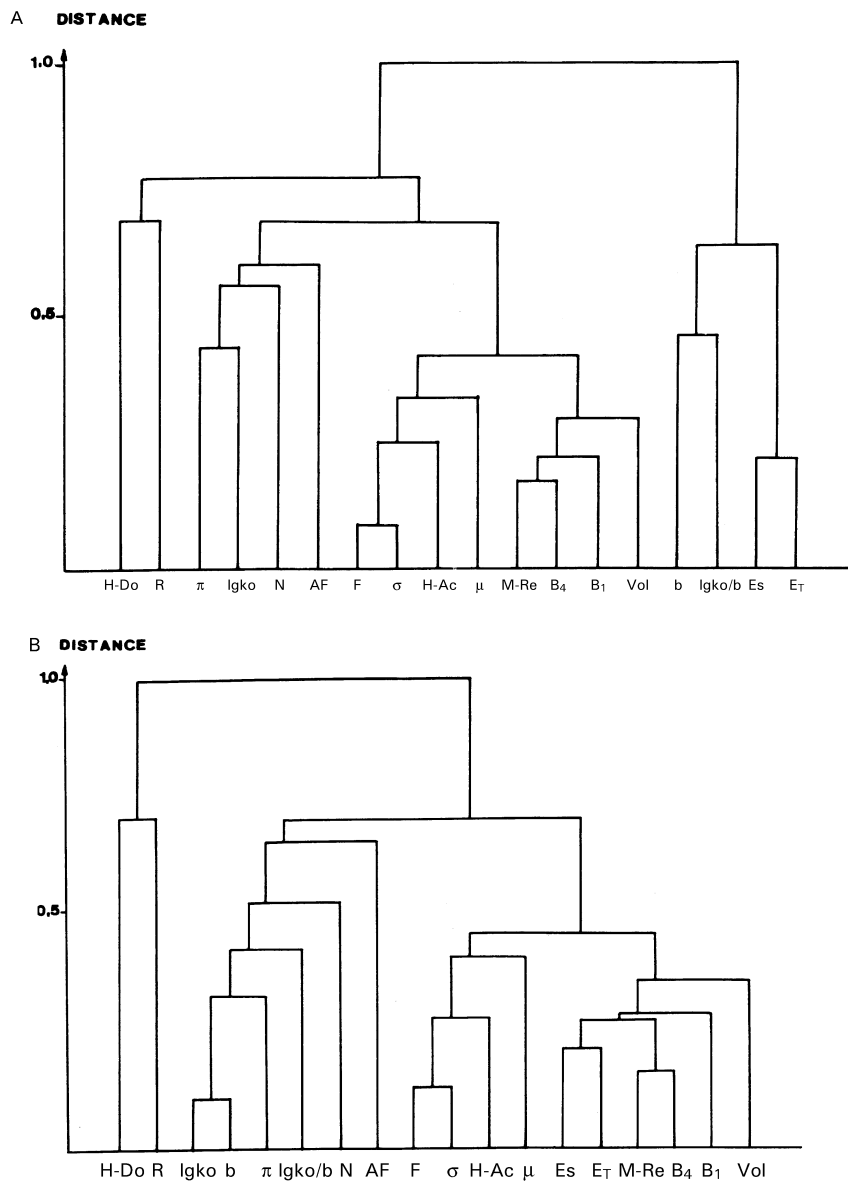 A DISTANCE
1.0
0.5
H-Do R π Igko N AF F σ H-Ac μ M-Re B4 B1 Vol b Igko/b Es ET
B DISTANCE
1.0
0.5
H-Do R Igko b π Igko/b N AF F σ H-Ac μ Es ET M-Re B4 B1 Vol